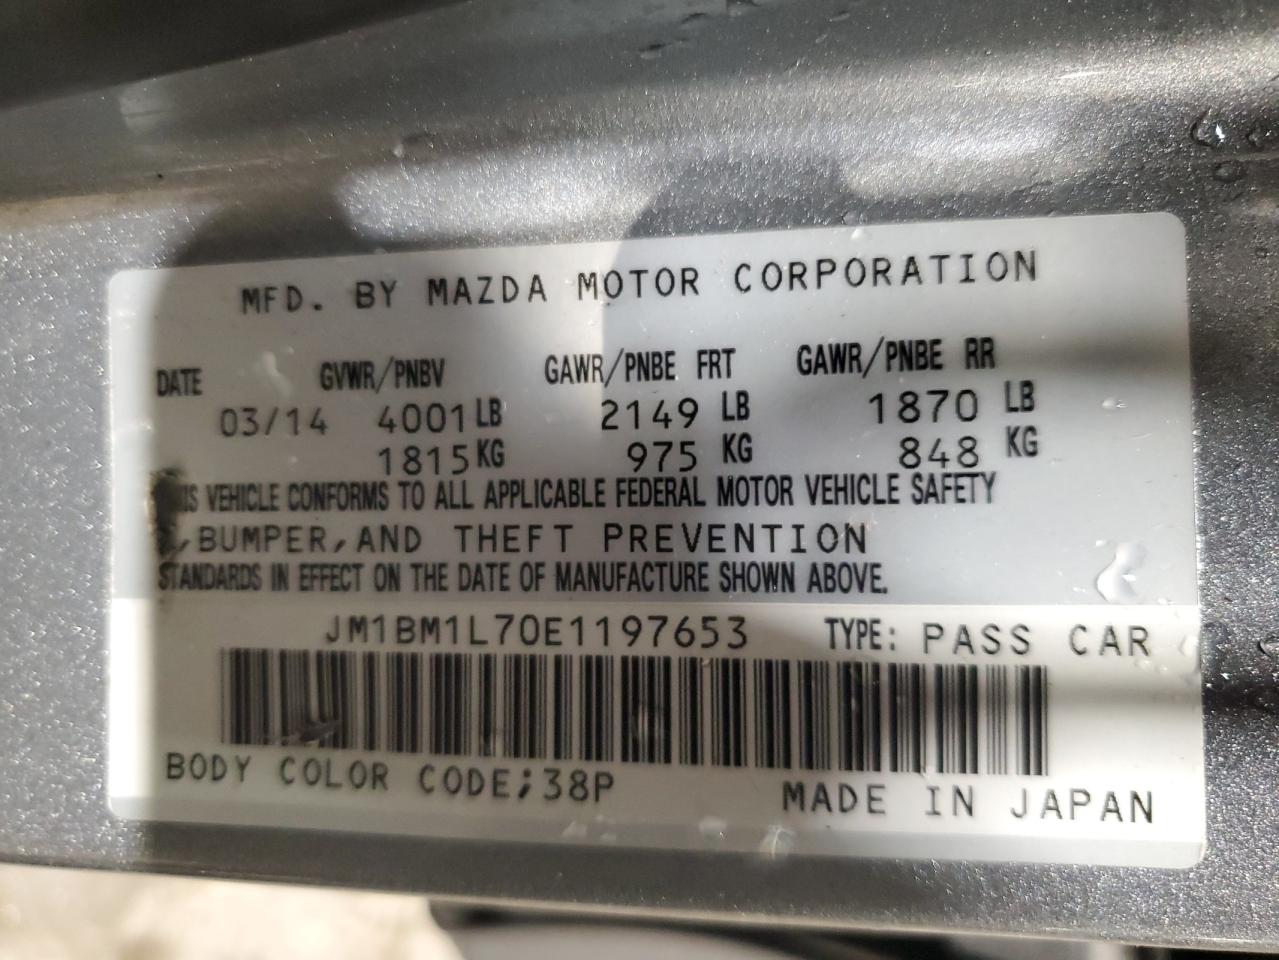 MFD. BY MAZDA MOTOR CORPORATION
DATE GVWR/PNBV GAWR/PNBE FRT GAWR/PNBE RR
03/14 4001 LB 2149 LB 1870 LB
1815 KG 975 KG 848 KG
VEHICLE CONFORMS TO ALL APPLICABLE FEDERAL MOTOR VEHICLE SAFETY
,BUMPER,AND THEFT PREVENTION
STANDARDS IN EFFECT ON THE DATE OF MANUFACTURE SHOWN ABOVE.
JM1BM1L70E1197653 TYPE: PASS CAR
BODY COLOR CODE;38P MADE IN JAPAN